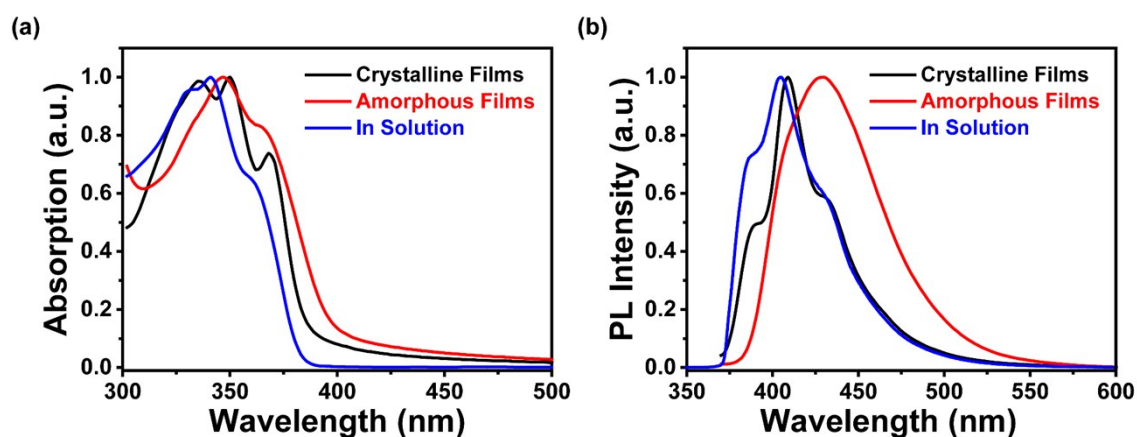 (a)
Absorption (a.u.)
1.0
0.8
0.6
0.4
0.2
0.0
Crystalline Films
Amorphous Films
In Solution
300 350 400 450 500
Wavelength (nm)
(b)
PL Intensity (a.u.)
1.0
0.8
0.6
0.4
0.2
0.0
Crystalline Films
Amorphous Films
In Solution
350 400 450 500 550 600
Wavelength (nm)